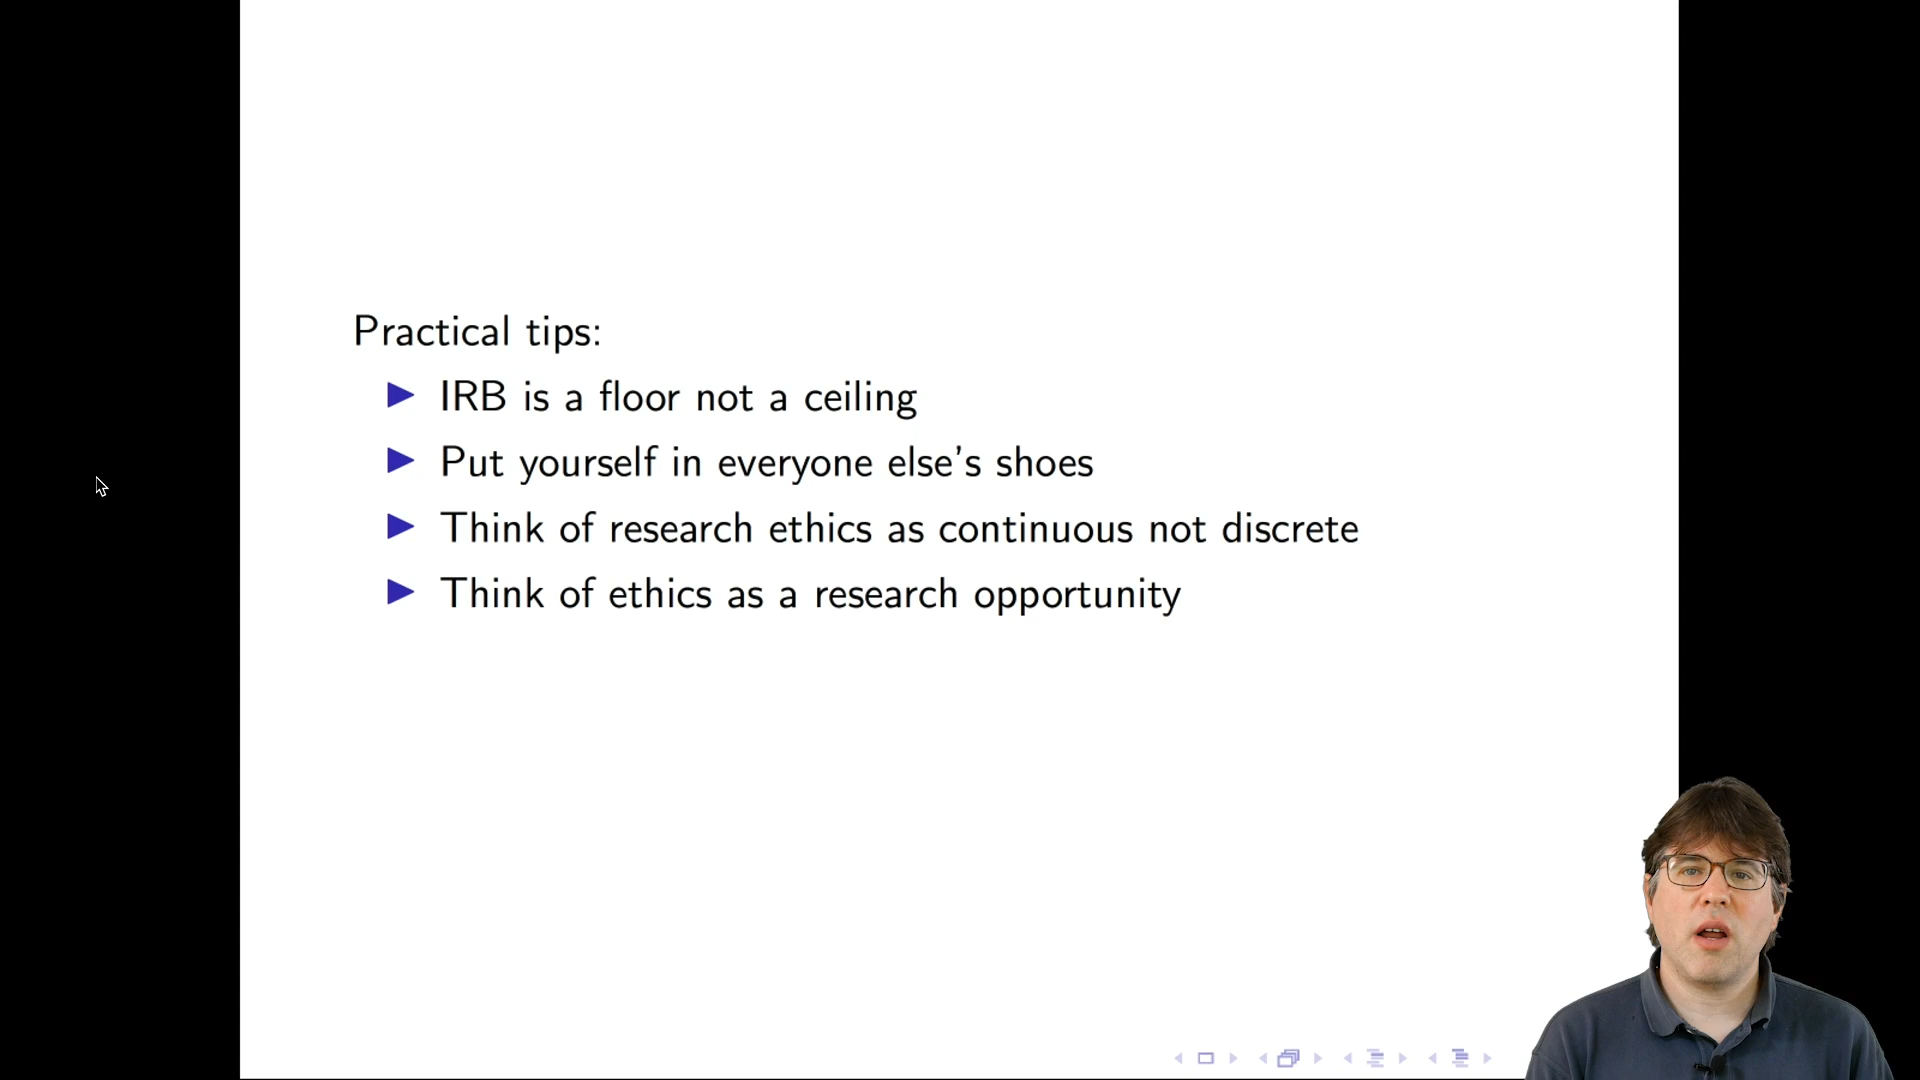 Practical tips:
IRB is a floor not a ceiling
Put yourself in everyone else's shoes
Think of research ethics as continuous not discrete
Think of ethics as a research opportunity